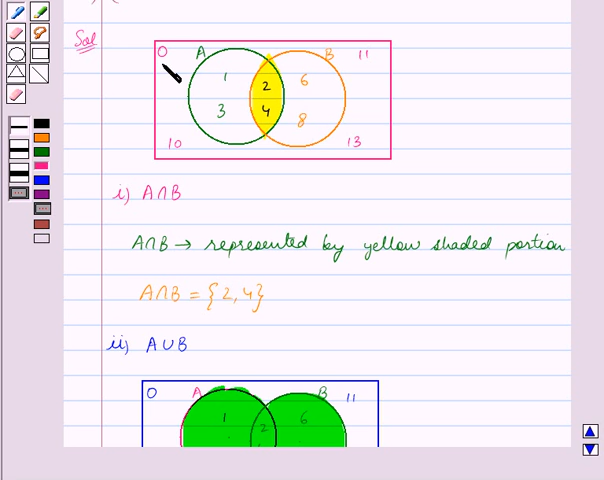 Sol
0 A B 11
1 2 6
3 4 8
10 13
i) A∩B
A∩B → represented by yellow shaded portion
A∩B = {2,4}
ii) A∪B
0 A B 11
1 2 6